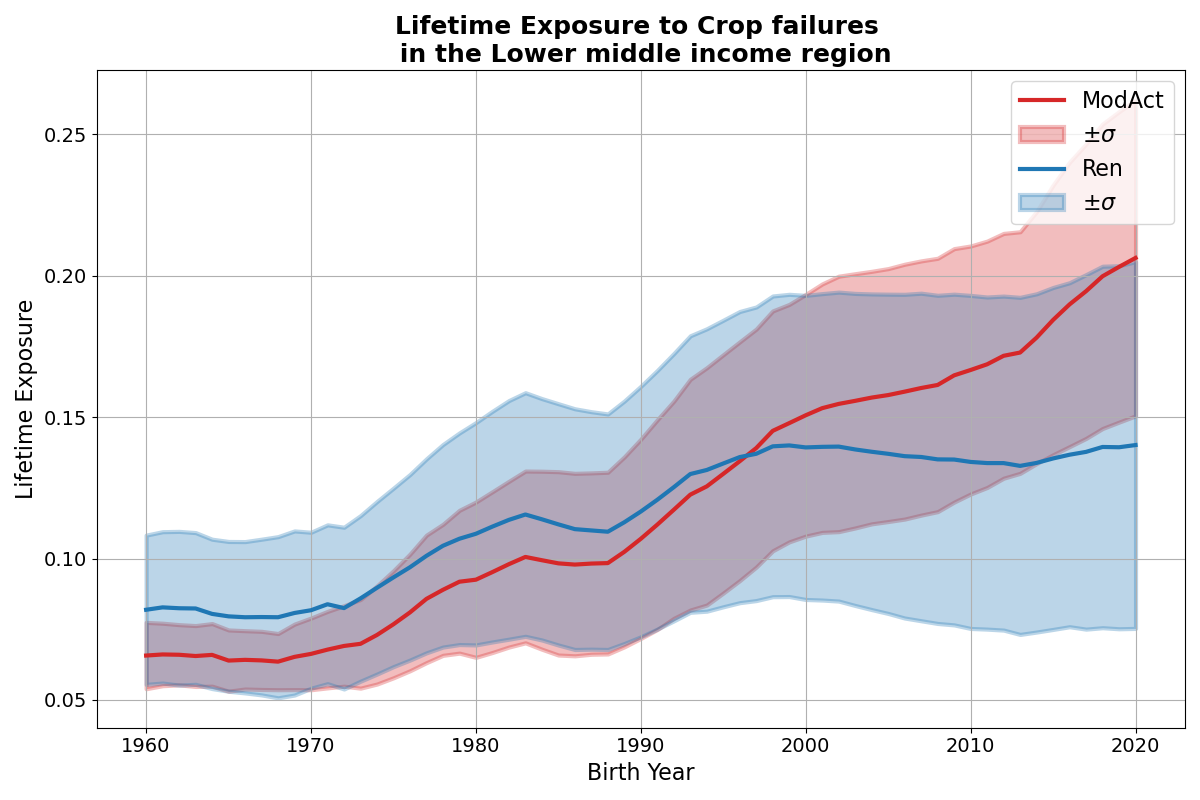 Lifetime Exposure to Crop failures
in the Lower middle income region
ModAct
±σ
Ren
±σ
Lifetime Exposure
0.25
0.20
0.15
0.10
0.05
1960 1970 1980 1990 2000 2010 2020
Birth Year